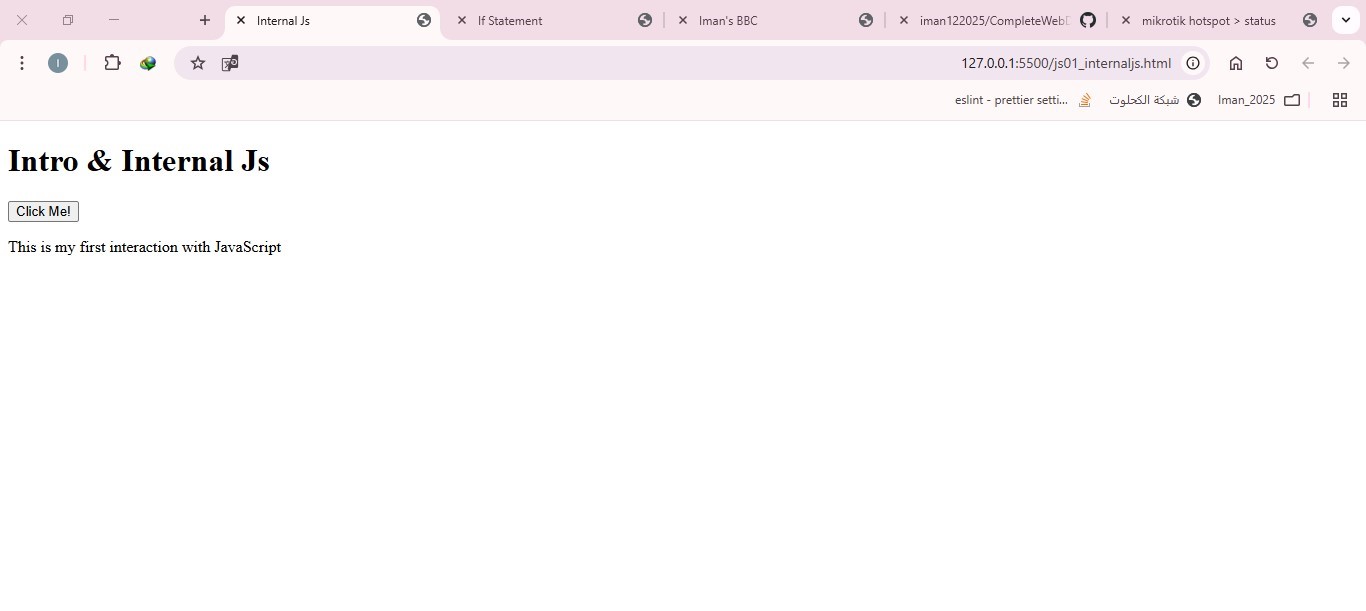 Internal Js
If Statement
Iman's BBC
iman122025/CompleteWebD
mikrotik hotspot > status
I
127.0.0.1:5500/js01_internaljs.html
eslint - prettier setti...
شبكة الكحلوت
Iman_2025
Intro & Internal Js
Click Me!
This is my first interaction with JavaScript